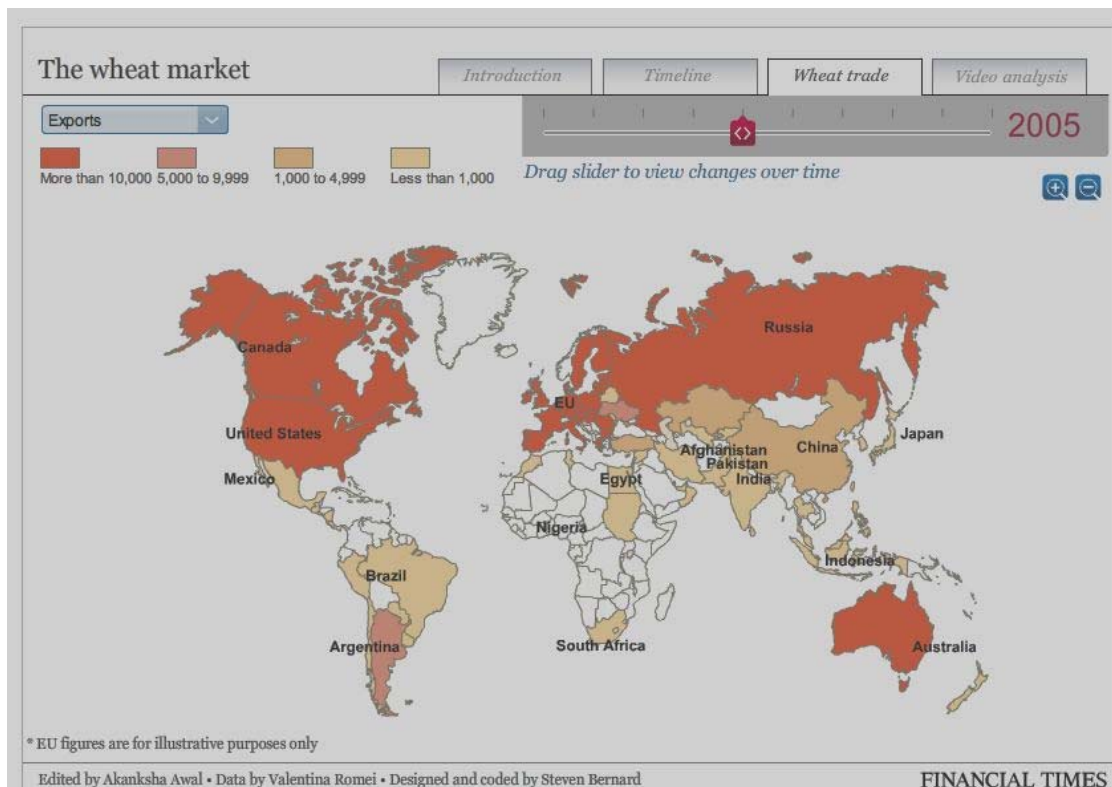 The wheat market
Introduction
Timeline
Wheat trade
Video analysis
Exports
2005
More than 10,000
5,000 to 9,999
1,000 to 4,999
Less than 1,000
Drag slider to view changes over time
Russia
Canada
EU
United States
Afghanistan
China
Japan
Pakistan
Mexico
Egypt
India
Nigeria
Indonesia
Brazil
Argentina
South Africa
Australia
* EU figures are for illustrative purposes only
Edited by Akanksha Awal • Data by Valentina Romei • Designed and coded by Steven Bernard
FINANCIAL TIMES